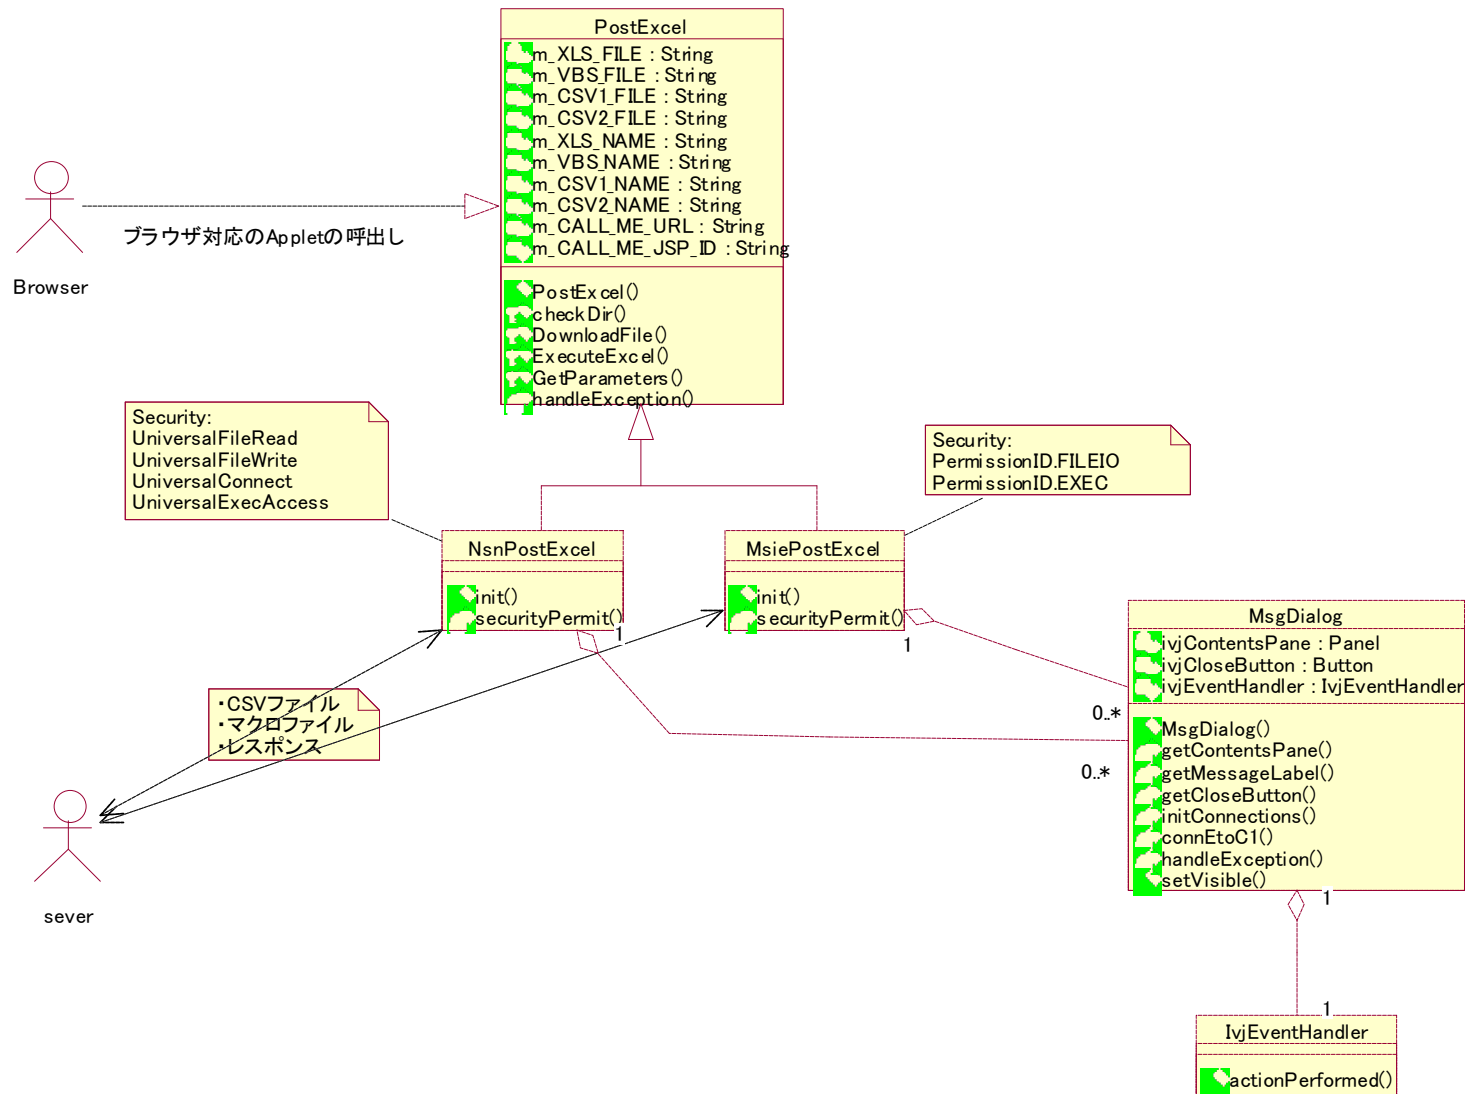 PostExcel
m_XLS_FILE : String
m_VBS_FILE : String
m_CSV1_FILE : String
m_CSV2_FILE : String
m_XLS_NAME : String
m_VBS_NAME : String
m_CSV1_NAME : String
m_CSV2_NAME : String
m_CALL_ME_URL : String
m_CALL_ME_JSP_ID : String
PostExcel()
checkDir()
DownloadFile()
ExecuteExcel()
GetParameters()
handleException()
ブラウザ対応のAppletの呼出し
Browser
Security:
UniversalFileRead
UniversalFileWrite
UniversalConnect
UniversalExecAccess
Security:
PermissionID.FILEIO
PermissionID.EXEC
NsnPostExcel
init()
securityPermit()
1
MsiePostExcel
init()
securityPermit()
1
MsgDialog
ivjContentsPane : Panel
ivjCloseButton : Button
ivjEventHandler : IvjEventHandler
MsgDialog()
getContentsPane()
getMessageLabel()
getCloseButton()
initConnections()
connEtoC1()
handleException()
setVisible()
0..*
0..*
・CSVファイル
・マクロファイル
・レスポンス
sever
1
1
IvjEventHandler
actionPerformed()